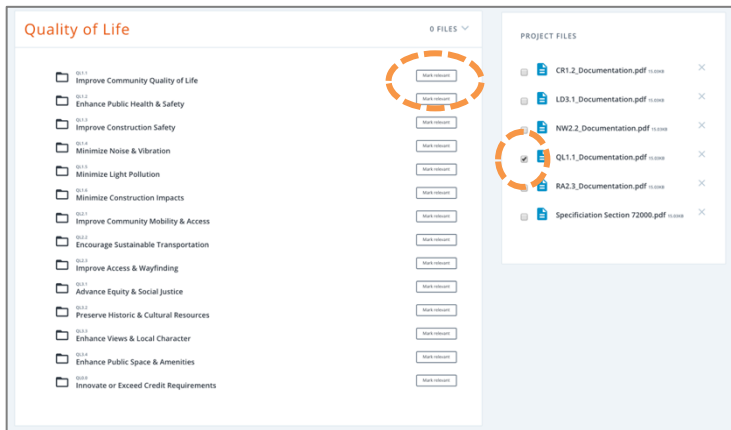 Quality of Life
0 FILES
QL1.1
Improve Community Quality of Life
Mark relevant
QL1.2
Enhance Public Health & Safety
Mark relevant
QL1.3
Improve Construction Safety
Mark relevant
QL1.4
Minimize Noise & Vibration
Mark relevant
QL1.5
Minimize Light Pollution
Mark relevant
QL1.6
Minimize Construction Impacts
Mark relevant
QL2.1
Improve Community Mobility & Access
Mark relevant
QL2.2
Encourage Sustainable Transportation
Mark relevant
QL2.3
Improve Access & Wayfinding
Mark relevant
QL3.1
Advance Equity & Social Justice
Mark relevant
QL3.2
Preserve Historic & Cultural Resources
Mark relevant
QL3.3
Enhance Views & Local Character
Mark relevant
QL3.4
Enhance Public Space & Amenities
Mark relevant
QL0.0
Innovate or Exceed Credit Requirements
Mark relevant
PROJECT FILES
CR1.2_Documentation.pdf
LD3.1_Documentation.pdf
NW2.2_Documentation.pdf
QL1.1_Documentation.pdf
RA2.3_Documentation.pdf
Specificiation Section 72000.pdf